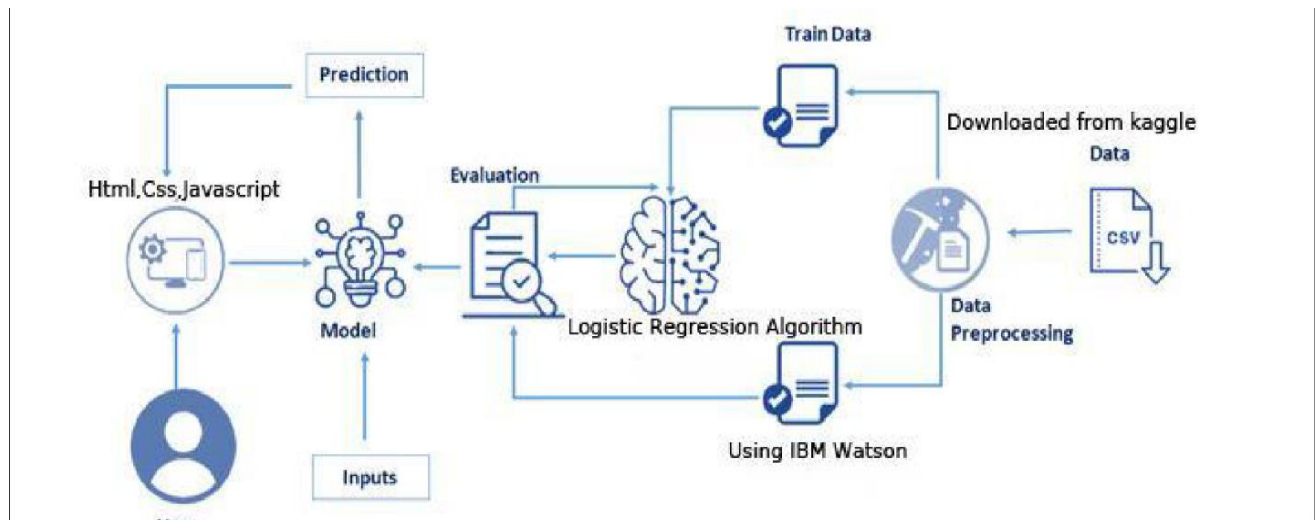 Train Data
Prediction
Downloaded from kaggle
Data
Evaluation
Html,Css,Javascript
CSV
Data
Preprocessing
Logistic Regression Algorithm
Model
Using IBM Watson
Inputs